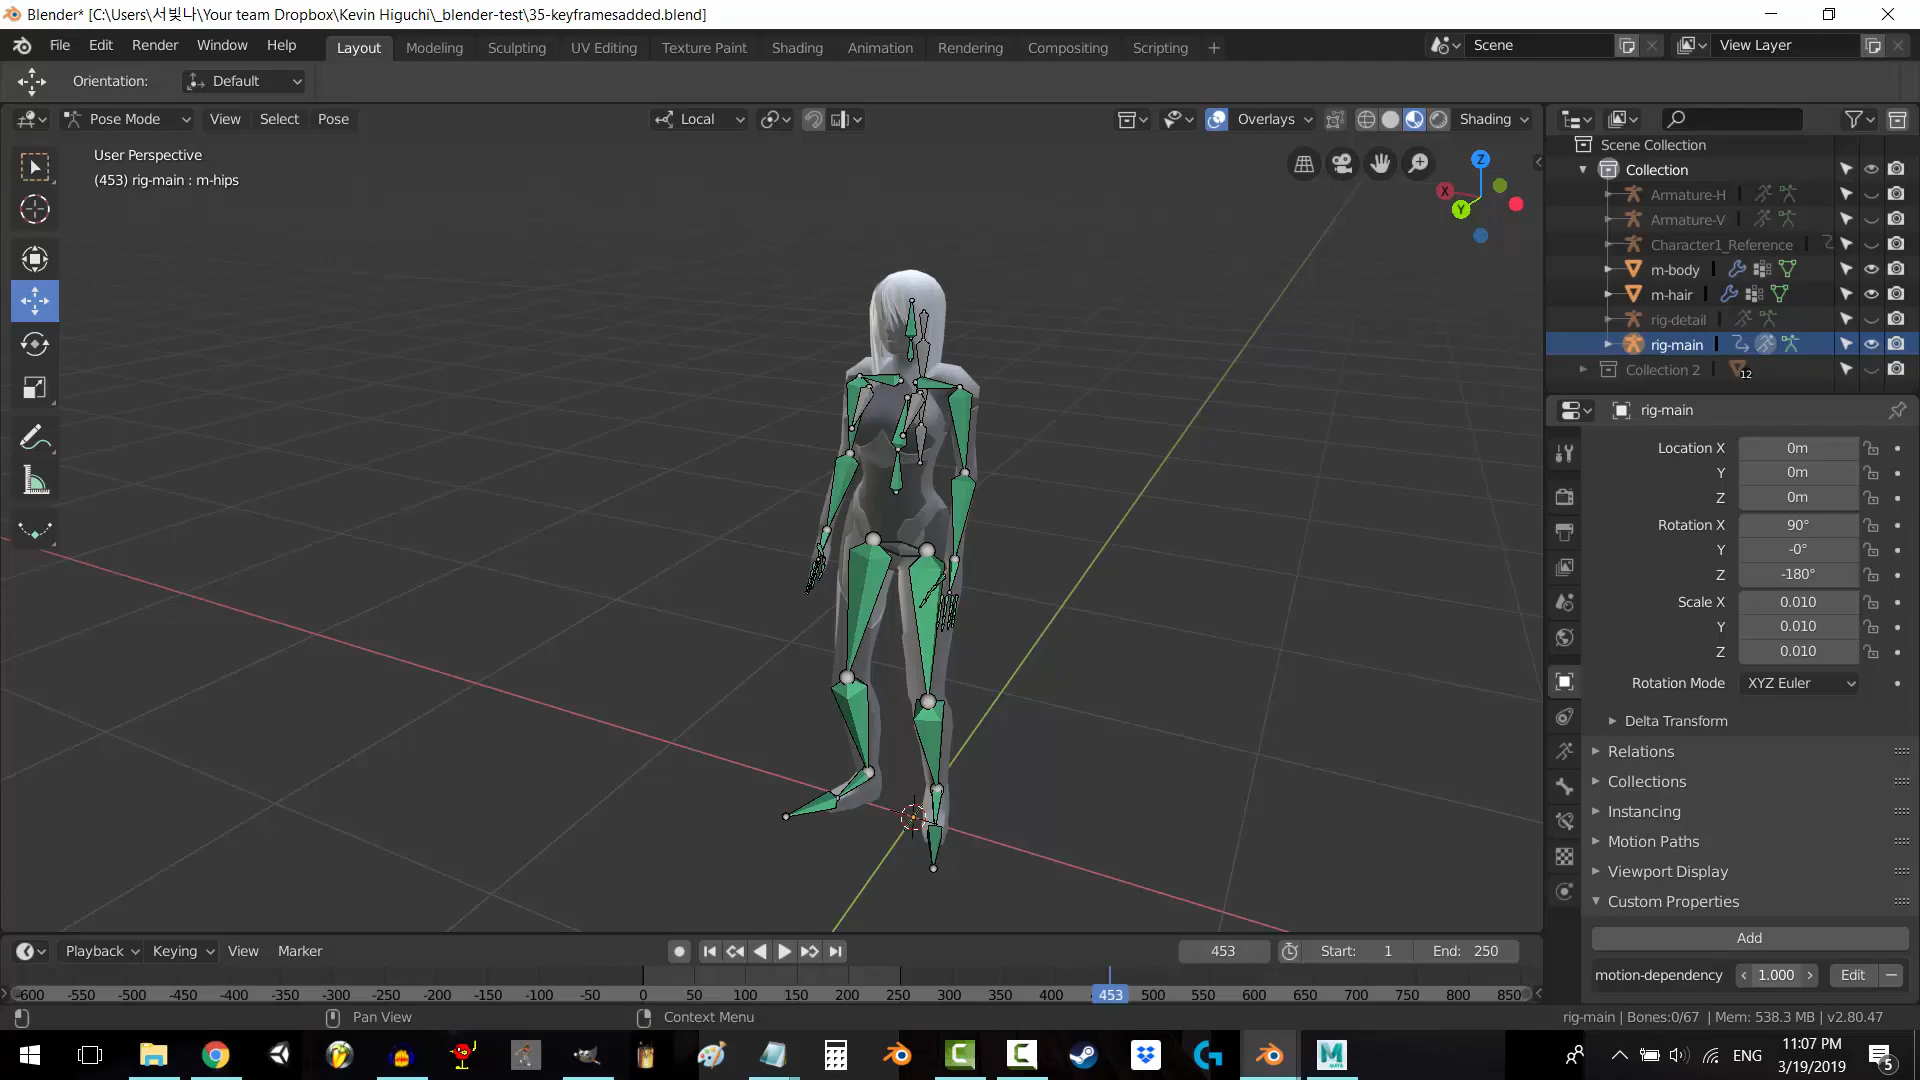 Blender* [C:\Users\서빛나\Your team Dropbox\Kevin Higuchi\_blender-test\35-keyframesadded.blend]
File Edit Render Window Help Layout Modeling Sculpting UV Editing Texture Paint Shading Animation Rendering Compositing Scripting + Scene View Layer
Orientation: Default
Pose Mode View Select Pose Local Overlays Shading
User Perspective
(453) rig-main : m-hips
Z
X
Y
Scene Collection
Collection
Armature-H
Armature-V
Character1_Reference
m-body
m-hair
rig-detail
rig-main
Collection 2 12
rig-main
Location X 0m
Y 0m
Z 0m
Rotation X 90°
Y -0°
Z -180°
Scale X 0.010
Y 0.010
Z 0.010
Rotation Mode XYZ Euler
Delta Transform
Relations
Collections
Instancing
Motion Paths
Viewport Display
Custom Properties
Add
motion-dependency 1.000 Edit
Playback Keying View Marker 453 Start: 1 End: 250
-600 -550 -500 -450 -400 -350 -300 -250 -200 -150 -100 -50 0 50 100 150 200 250 300 350 400 453 500 550 600 650 700 750 800 850
Pan View Context Menu rig-main | Bones:0/67 | Mem: 538.3 MB | v2.80.47
ENG 11:07 PM
3/19/2019 5